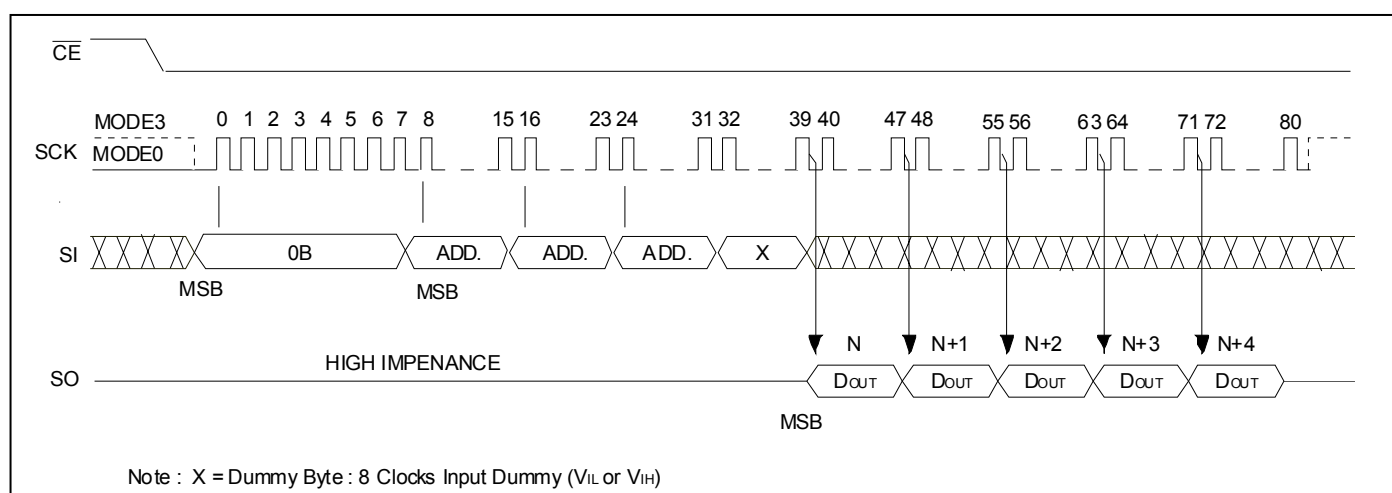 CE
MODE3 0 1 2 3 4 5 6 7 8 15 16 23 24 31 32 39 40 47 48 55 56 63 64 71 72 80
SCK MODE0
SI 0B ADD. ADD. ADD. X
MSB MSB
HIGH IMPENANCE N N+1 N+2 N+3 N+4
SO DOUT DOUT DOUT DOUT DOUT
MSB
Note : X = Dummy Byte : 8 Clocks Input Dummy (VIL or VIH)